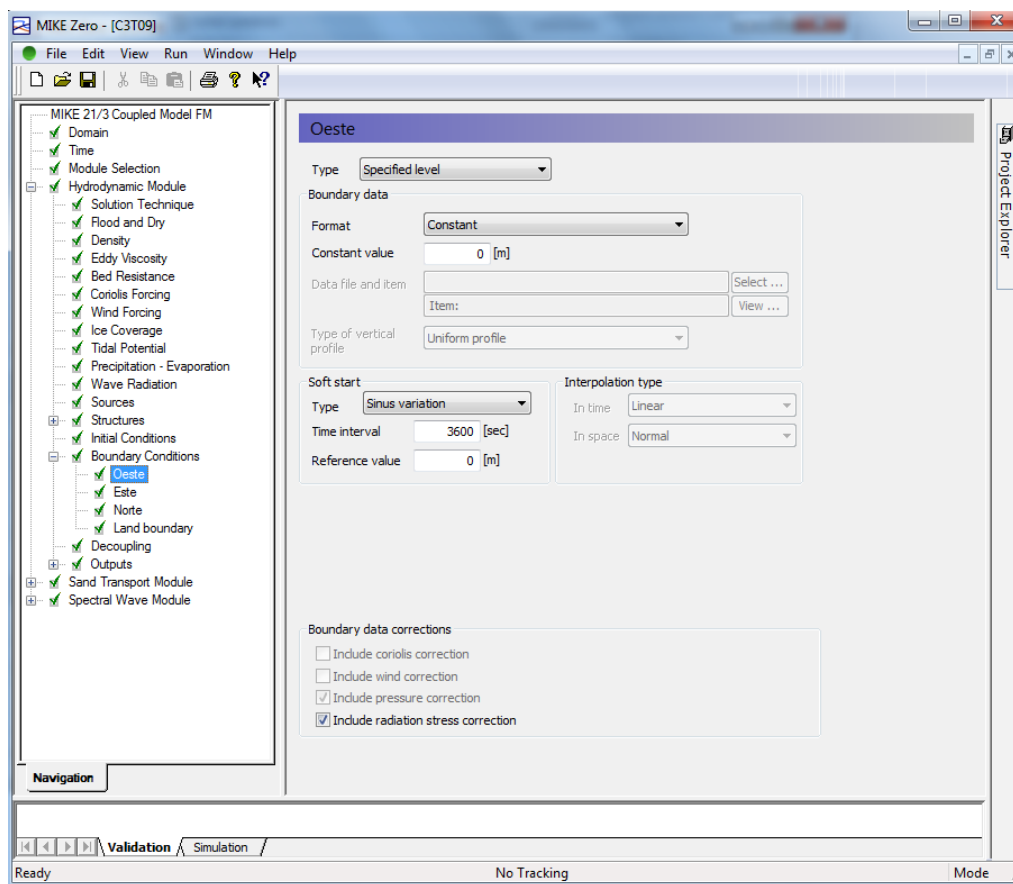 MIKE Zero - [C3T09]
File Edit View Run Window Help
MIKE 21/3 Coupled Model FM
Domain
Time
Module Selection
Hydrodynamic Module
Solution Technique
Flood and Dry
Density
Eddy Viscosity
Bed Resistance
Coriolis Forcing
Wind Forcing
Ice Coverage
Tidal Potential
Precipitation - Evaporation
Wave Radiation
Sources
Structures
Initial Conditions
Boundary Conditions
Oeste
Este
Norte
Land boundary
Decoupling
Outputs
Sand Transport Module
Spectral Wave Module
Navigation
Oeste
Type Specified level
Boundary data
Format Constant
Constant value 0 [m]
Data file and item Select ...
Item: View ...
Type of vertical
profile Uniform profile
Soft start
Type Sinus variation
Time interval 3600 [sec]
Reference value 0 [m]
Interpolation type
In time Linear
In space Normal
Boundary data corrections
Include coriolis correction
Include wind correction
Include pressure correction
Include radiation stress correction
Project Explorer
Validation Simulation
Ready No Tracking Mode